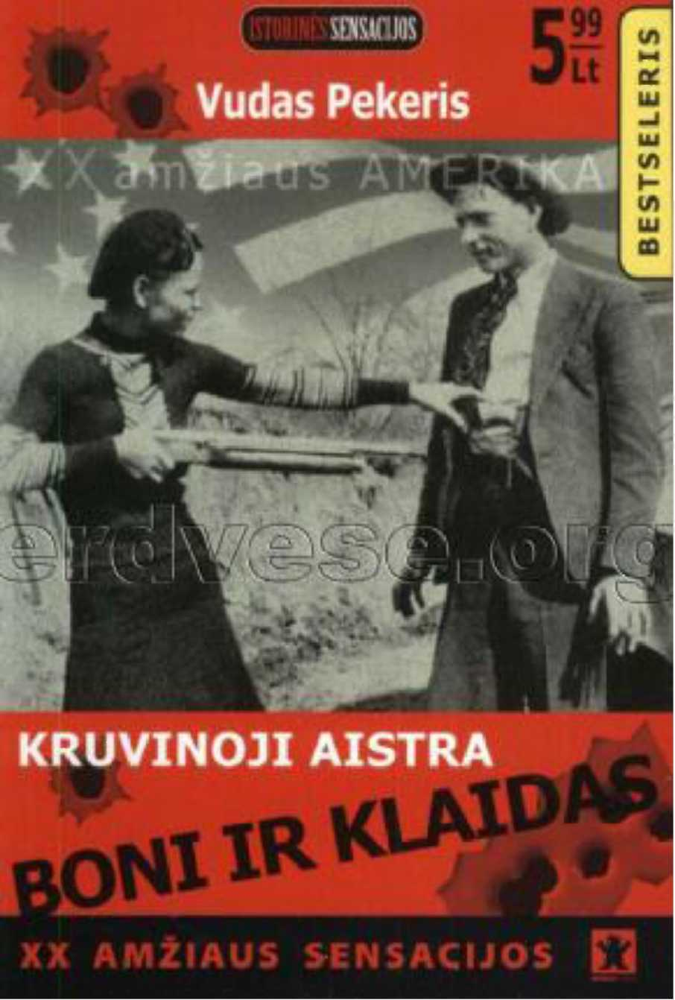 ISTORINĖS SENSACIJOS
5 99 Lt
Vudas Pekeris
BESTSELERIS
XX amžiaus AMERIKA
erdvese.org
KRUVINOJI AISTRA
BONI IR KLAIDAS
XX AMŽIAUS SENSACIJOS